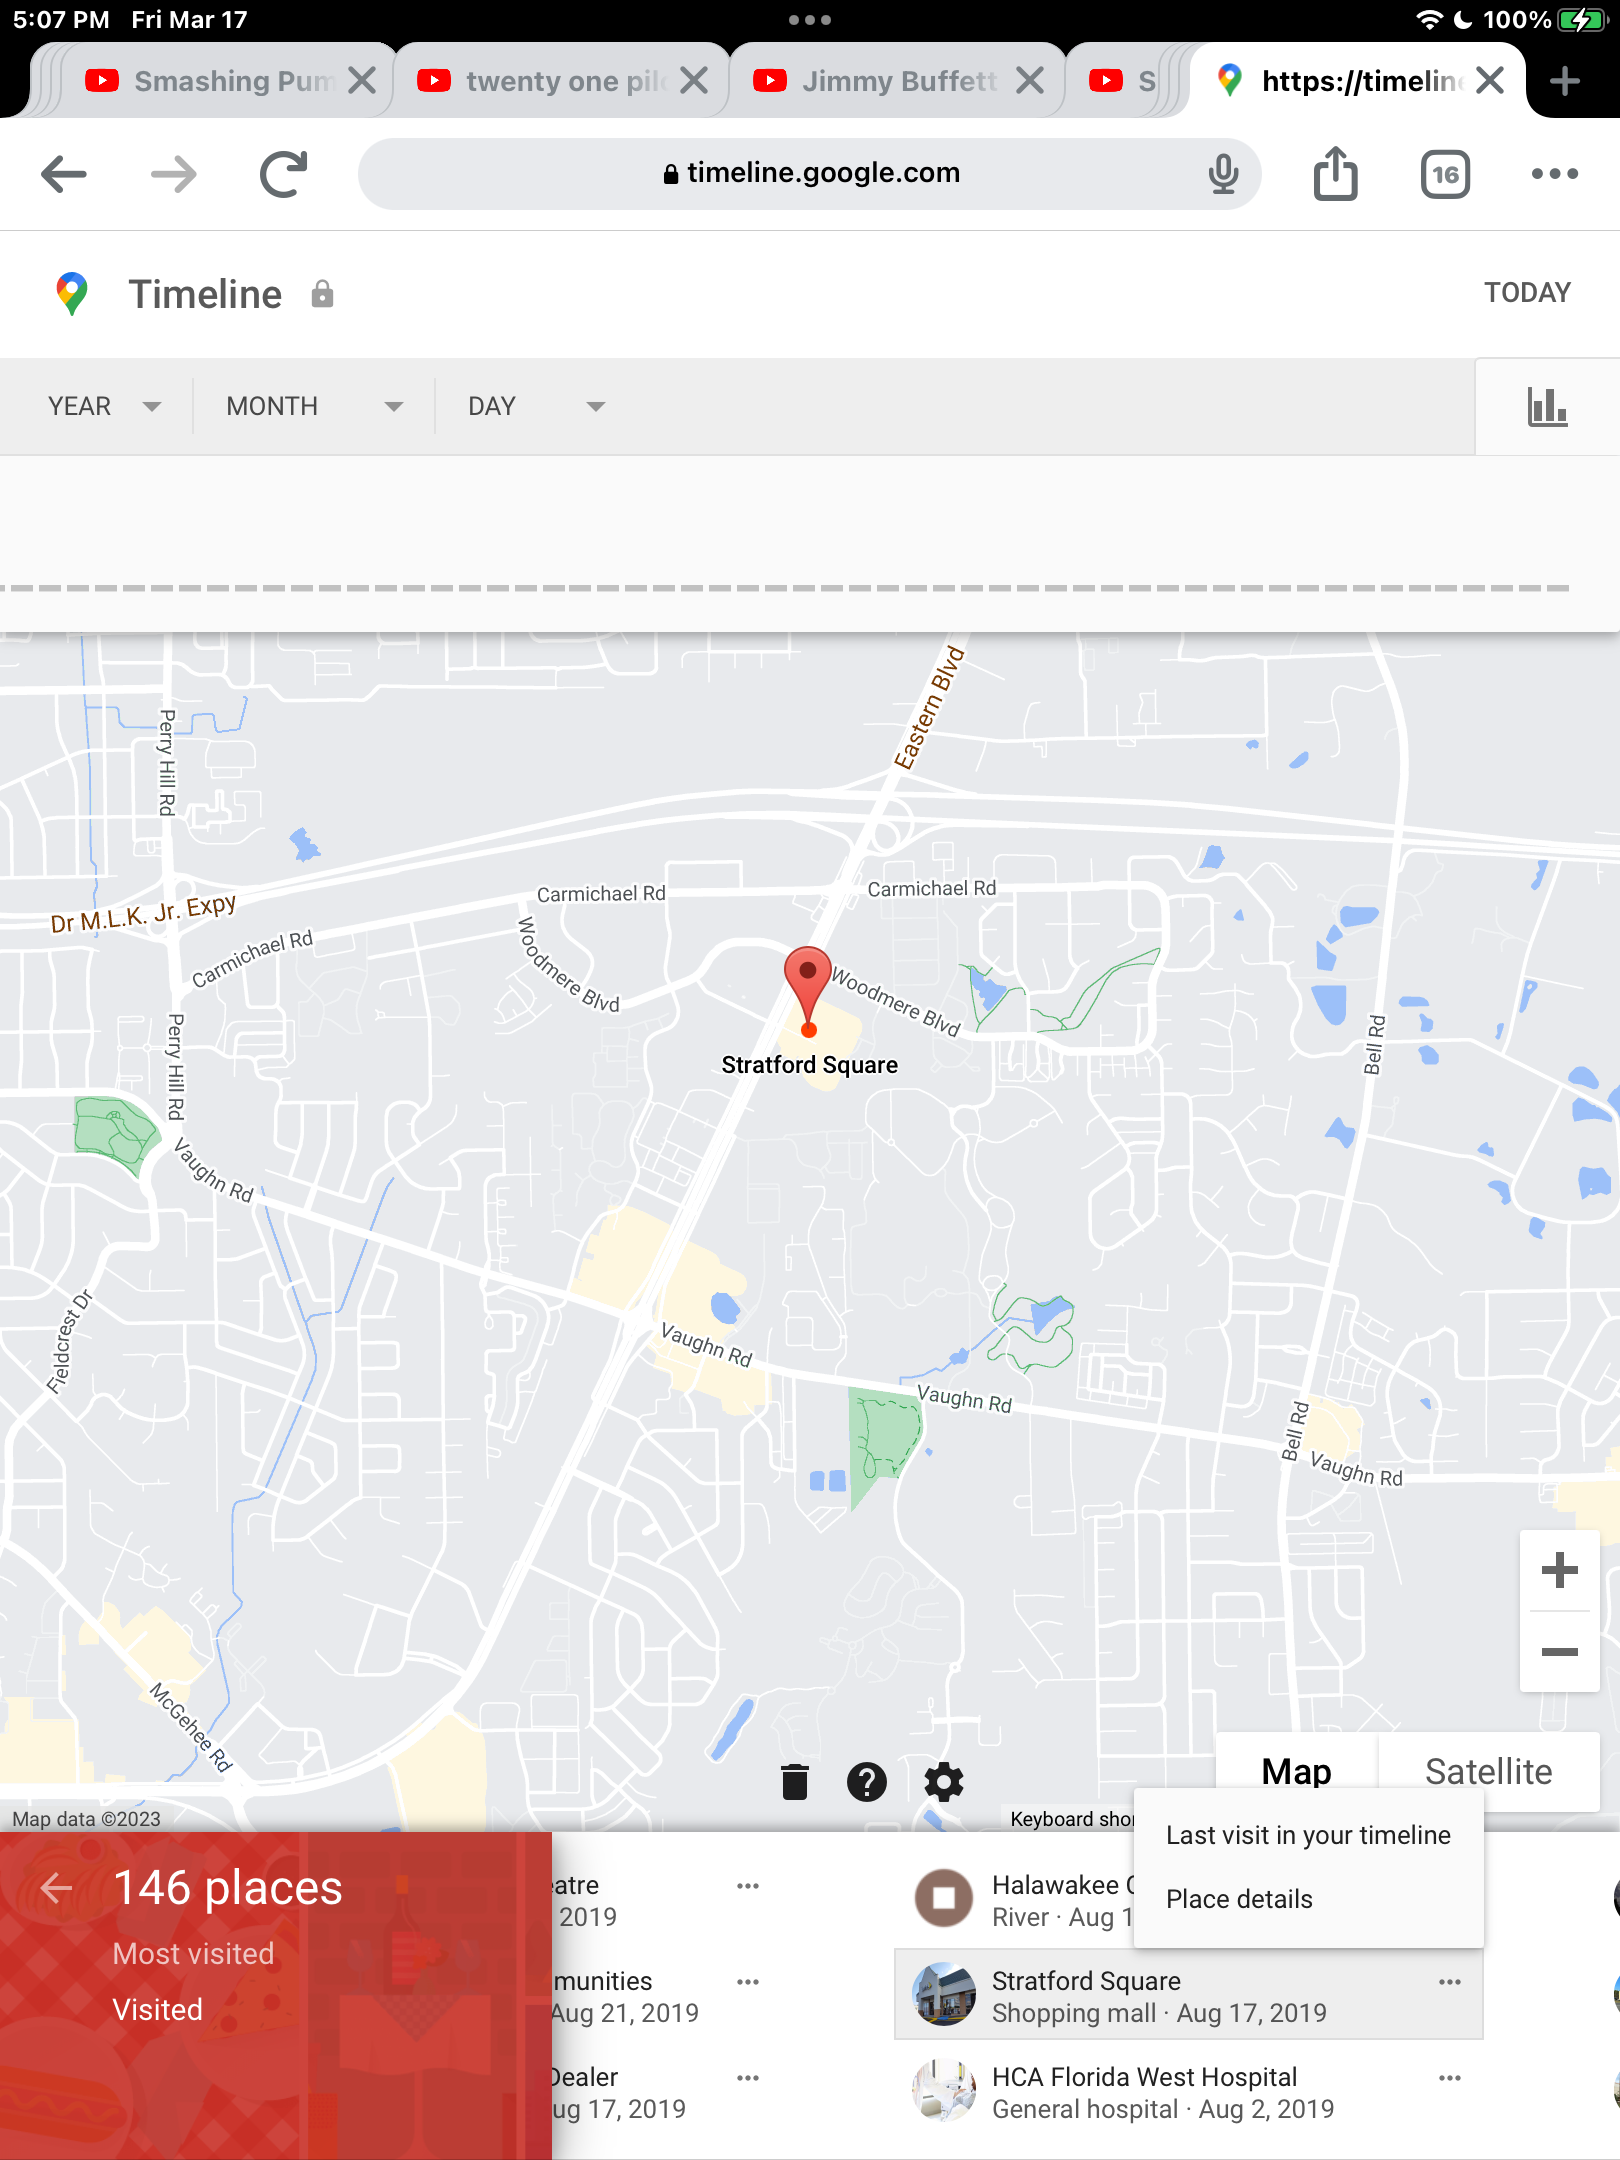 5:07 PM Fri Mar 17
100%
Smashing Pum
twenty one pil
Jimmy Buffett
S
https://timelin
timeline.google.com
16
Timeline
TODAY
YEAR
MONTH
DAY
Eastern Blvd
Perry Hill Rd
Carmichael Rd
Carmichael Rd
Dr M.L.K. Jr. Expy
Carmichael Rd
Woodmere Blvd
Woodmere Blvd
Bell Rd
Perry Hill Rd
Stratford Square
Vaughn Rd
Fieldcrest Dr
Vaughn Rd
Vaughn Rd
Bell Rd
Vaughn Rd
McGehee Rd
Map
Satellite
Map data ©2023
Keyboard shor
Last visit in your timeline
Place details
146 places
Most visited
Visited
eatre
2019
munities
Aug 21, 2019
Dealer
ug 17, 2019
Halawakee C
River · Aug 1
Stratford Square
Shopping mall · Aug 17, 2019
HCA Florida West Hospital
General hospital · Aug 2, 2019